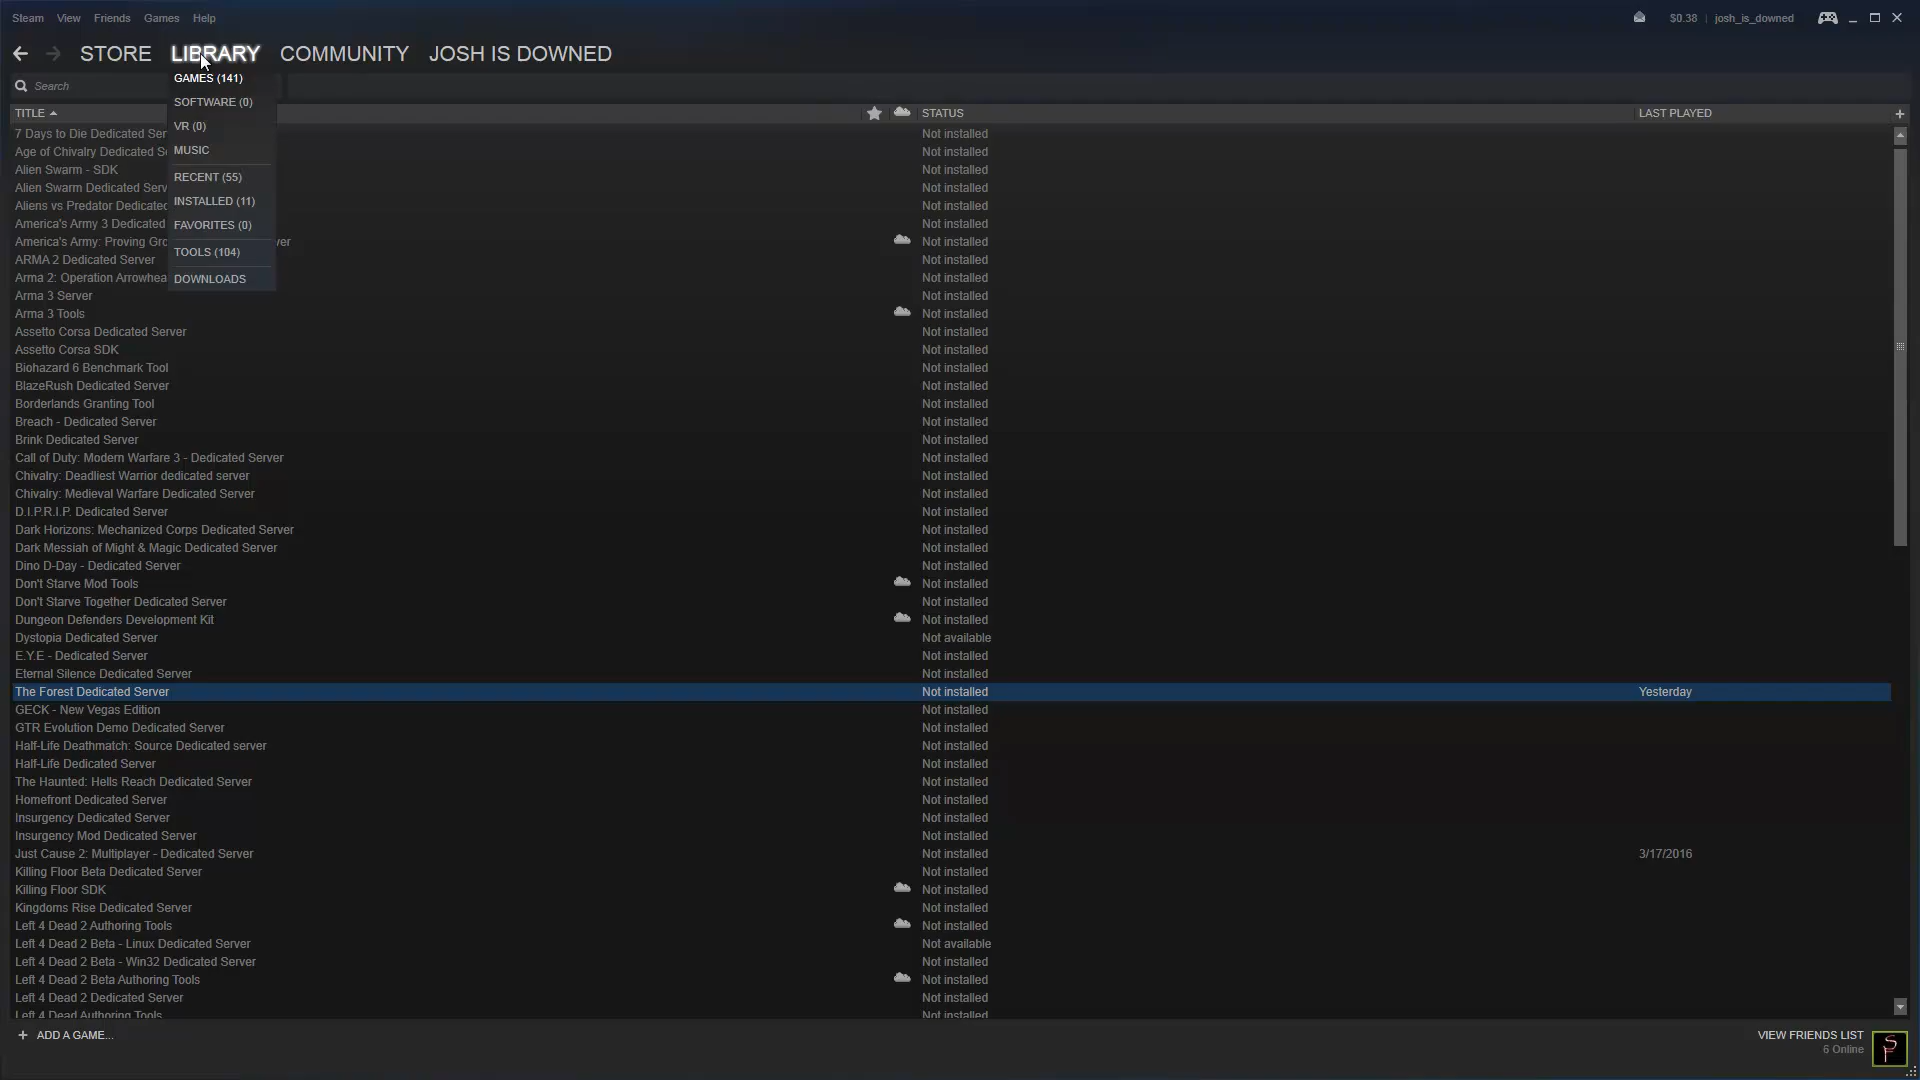 Steam View Friends Games Help $0.38 josh_is_downed
STORE LIBRARY COMMUNITY JOSH IS DOWNED
GAMES (141)
Search
SOFTWARE (0)
VR (0)
MUSIC
RECENT (55)
INSTALLED (11)
FAVORITES (0)
TOOLS (104)
DOWNLOADS
TITLE STATUS LAST PLAYED
7 Days to Die Dedicated Ser Not installed
Age of Chivalry Dedicated Not installed
Alien Swarm - SDK Not installed
Alien Swarm Dedicated Serv Not installed
Aliens vs Predator Dedicated Not installed
America's Army 3 Dedicated Not installed
America's Army: Proving Gro ver Not installed
ARMA 2 Dedicated Server Not installed
Arma 2: Operation Arrowhea Not installed
Arma 3 Server Not installed
Arma 3 Tools Not installed
Assetto Corsa Dedicated Server Not installed
Assetto Corsa SDK Not installed
Biohazard 6 Benchmark Tool Not installed
BlazeRush Dedicated Server Not installed
Borderlands Granting Tool Not installed
Breach - Dedicated Server Not installed
Brink Dedicated Server Not installed
Call of Duty: Modern Warfare 3 - Dedicated Server Not installed
Chivalry: Deadliest Warrior dedicated server Not installed
Chivalry: Medieval Warfare Dedicated Server Not installed
D.I.P.R.I.P. Dedicated Server Not installed
Dark Horizons: Mechanized Corps Dedicated Server Not installed
Dark Messiah of Might & Magic Dedicated Server Not installed
Dino D-Day - Dedicated Server Not installed
Don't Starve Mod Tools Not installed
Don't Starve Together Dedicated Server Not installed
Dungeon Defenders Development Kit Not installed
Dystopia Dedicated Server Not available
E.Y.E - Dedicated Server Not installed
Eternal Silence Dedicated Server Not installed
The Forest Dedicated Server Not installed Yesterday
GECK - New Vegas Edition Not installed
GTR Evolution Demo Dedicated Server Not installed
Half-Life Deathmatch: Source Dedicated server Not installed
Half-Life Dedicated Server Not installed
The Haunted: Hells Reach Dedicated Server Not installed
Homefront Dedicated Server Not installed
Insurgency Dedicated Server Not installed
Insurgency Mod Dedicated Server Not installed
Just Cause 2: Multiplayer - Dedicated Server Not installed 3/17/2016
Killing Floor Beta Dedicated Server Not installed
Killing Floor SDK Not installed
Kingdoms Rise Dedicated Server Not installed
Left 4 Dead 2 Authoring Tools Not installed
Left 4 Dead 2 Beta - Linux Dedicated Server Not available
Left 4 Dead 2 Beta - Win32 Dedicated Server Not installed
Left 4 Dead 2 Beta Authoring Tools Not installed
Left 4 Dead 2 Dedicated Server Not installed
Left 4 Dead Authoring Tools Not installed
+ ADD A GAME... VIEW FRIENDS LIST
6 Online